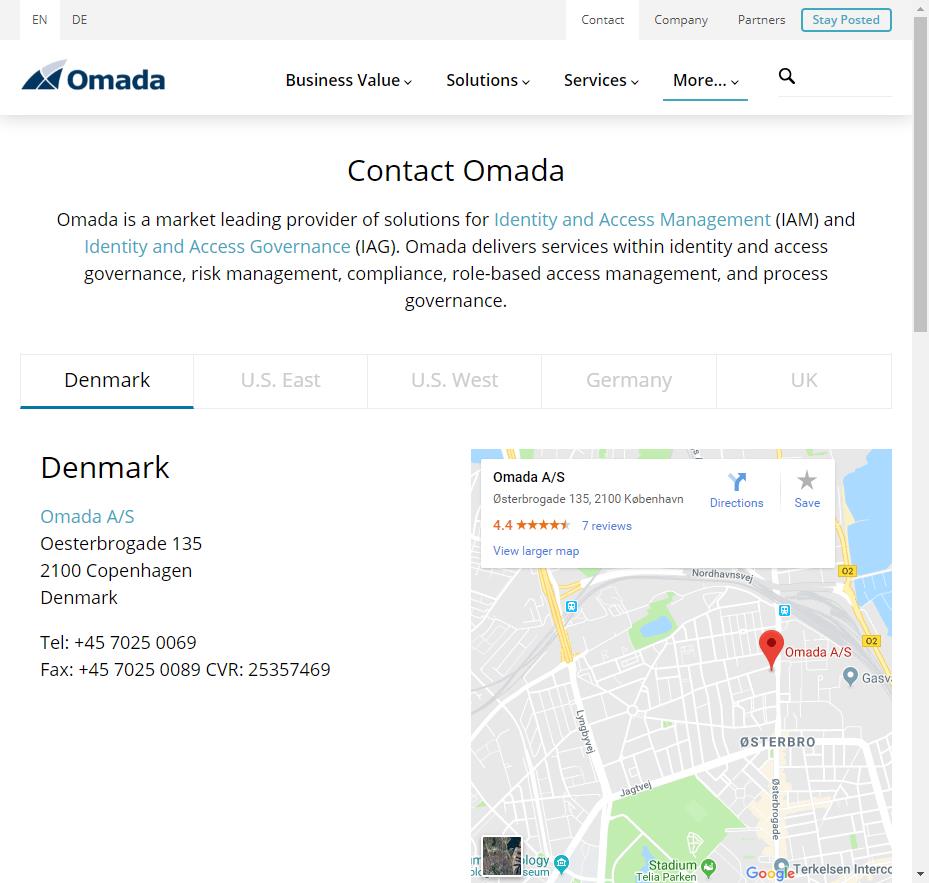 EN
DE
Contact
Company
Partners
Stay Posted
Omada
Business Value
Solutions
Services
More...
Contact Omada
Omada is a market leading provider of solutions for Identity and Access Management (IAM) and
Identity and Access Governance (IAG). Omada delivers services within identity and access
governance, risk management, compliance, role-based access management, and process
governance.
Denmark
U.S. East
U.S. West
Germany
UK
Denmark
Omada A/S
Oesterbrogade 135
2100 Copenhagen
Denmark
Tel: +45 7025 0069
Fax: +45 7025 0089 CVR: 25357469
Omada A/S
Østerbrogade 135, 2100 København
4.4
7 reviews
View larger map
Directions
Save
Nordhavnsvej
O2
O2
Omada A/S
Gasv
Lyngbyvej
ØSTERBRO
Jagtvej
Østerbrogade
Stadium
Telia Parken
Google
Terkelsen Interco